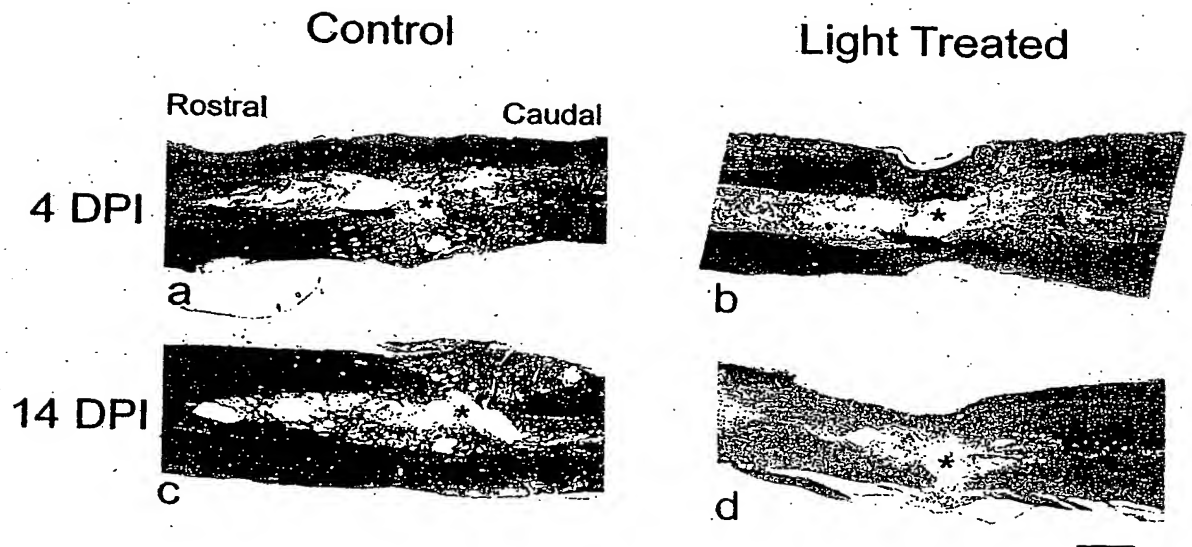 Control
Light Treated
Rostral
Caudal
4 DPI
*
*
a
b
14 DPI
*
*
c
d